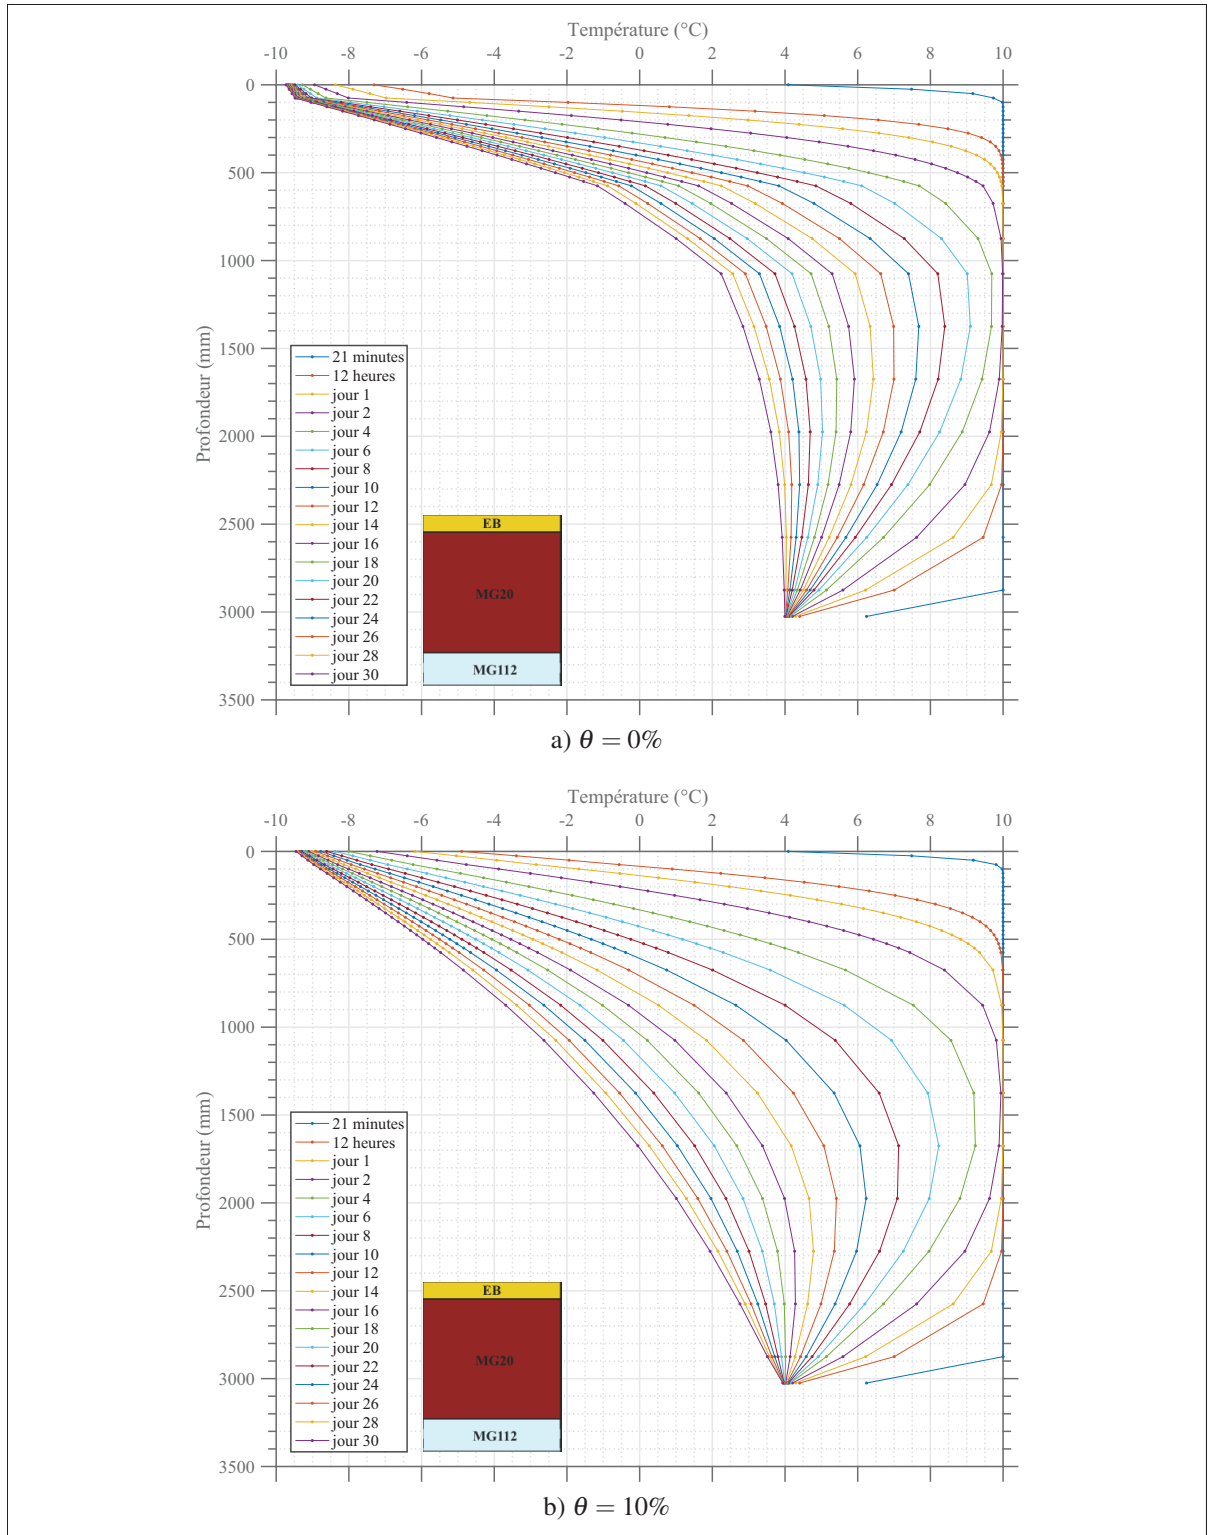 Température (°C)
-10 -8 -6 -4 -2 0 2 4 6 8 10
0
500
1000
1500
2000
2500
3000
3500
Profondeur (mm)
21 minutes
12 heures
jour 1
jour 2
jour 4
jour 6
jour 8
jour 10
jour 12
jour 14
jour 16
jour 18
jour 20
jour 22
jour 24
jour 26
jour 28
jour 30
EB
MG20
MG112
a) θ = 0%
Température (°C)
-10 -8 -6 -4 -2 0 2 4 6 8 10
0
500
1000
1500
2000
2500
3000
3500
Profondeur (mm)
21 minutes
12 heures
jour 1
jour 2
jour 4
jour 6
jour 8
jour 10
jour 12
jour 14
jour 16
jour 18
jour 20
jour 22
jour 24
jour 26
jour 28
jour 30
EB
MG20
MG112
b) θ = 10%